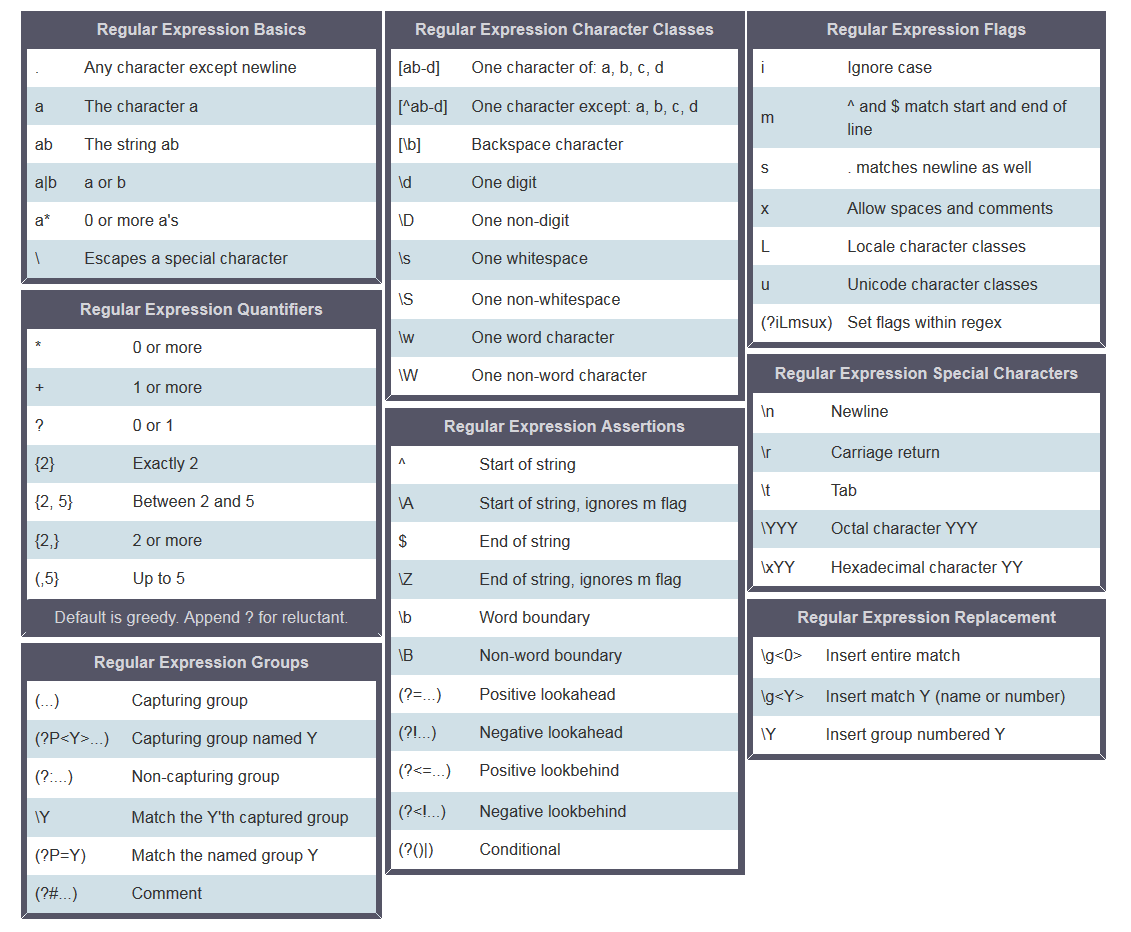 Regular Expression Basics
. Any character except newline
a The character a
ab The string ab
a|b a or b
a* 0 or more a's
\ Escapes a special character
Regular Expression Quantifiers
* 0 or more
+ 1 or more
? 0 or 1
{2} Exactly 2
{2, 5} Between 2 and 5
{2,} 2 or more
(,5} Up to 5
Default is greedy. Append ? for reluctant.
Regular Expression Groups
(...) Capturing group
(?P<Y>...) Capturing group named Y
(?:...) Non-capturing group
\Y Match the Y'th captured group
(?P=Y) Match the named group Y
(?#...) Comment
Regular Expression Character Classes
[ab-d] One character of: a, b, c, d
[^ab-d] One character except: a, b, c, d
[\b] Backspace character
\d One digit
\D One non-digit
\s One whitespace
\S One non-whitespace
\w One word character
\W One non-word character
Regular Expression Assertions
^ Start of string
\A Start of string, ignores m flag
$ End of string
\Z End of string, ignores m flag
\b Word boundary
\B Non-word boundary
(?=...) Positive lookahead
(?!...) Negative lookahead
(?<=...) Positive lookbehind
(?<!...) Negative lookbehind
(?()|) Conditional
Regular Expression Flags
i Ignore case
m ^ and $ match start and end of
line
s . matches newline as well
x Allow spaces and comments
L Locale character classes
u Unicode character classes
(?iLmsux) Set flags within regex
Regular Expression Special Characters
\n Newline
\r Carriage return
\t Tab
\YYY Octal character YYY
\xYY Hexadecimal character YY
Regular Expression Replacement
\g<0> Insert entire match
\g<Y> Insert match Y (name or number)
\Y Insert group numbered Y